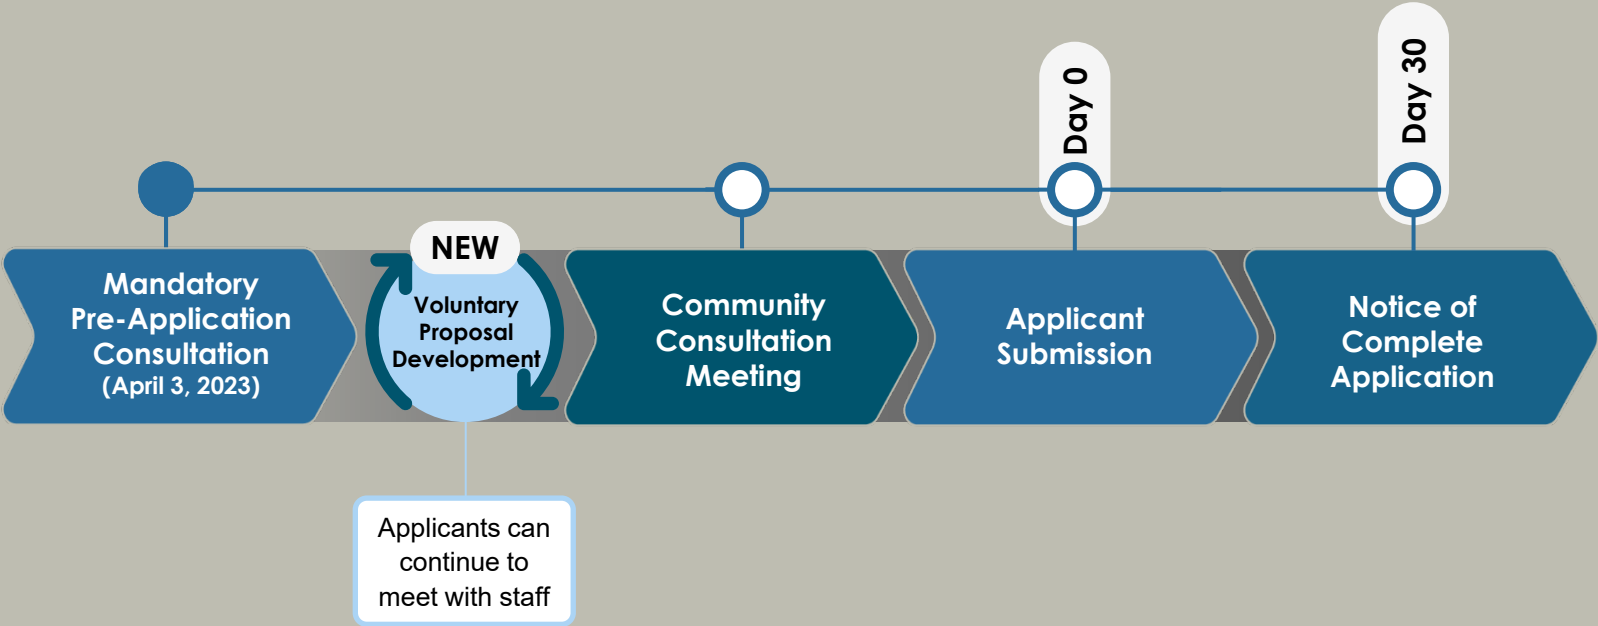 Day 0
Day 30
Mandatory
Pre-Application
Consultation
(April 3, 2023)
NEW
Voluntary
Proposal
Development
Community
Consultation
Meeting
Applicant
Submission
Notice of
Complete
Application
Applicants can
continue to
meet with staff